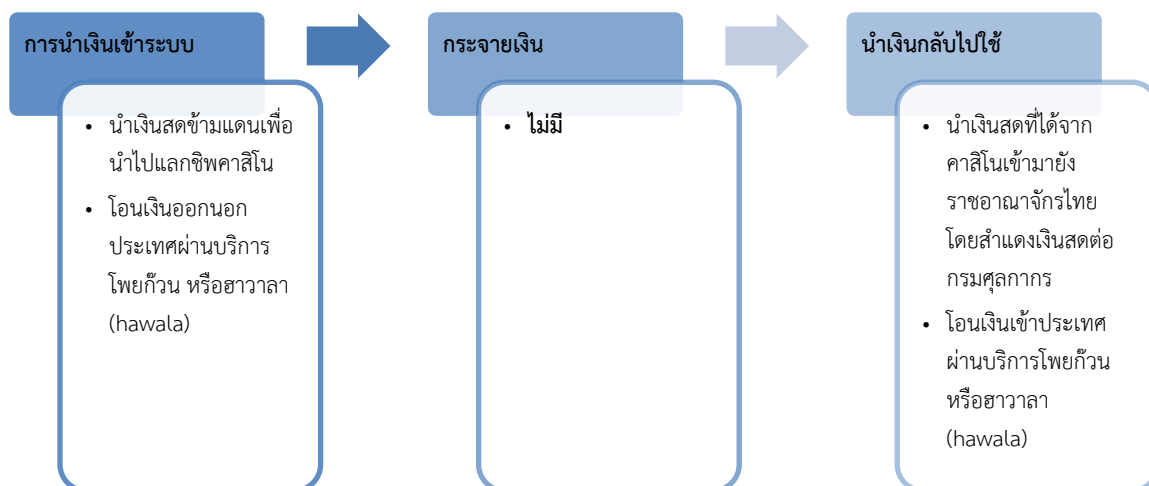 การนำเงินเข้าระบบ
• นำเงินสดข้ามแดนเพื่อ
นำไปแลกชิพคาสิโน
• โอนเงินออกนอก
ประเทศผ่านบริการ
โพยก๊วน หรือฮาวาลา
(hawala)
กระจายเงิน
• ไม่มี
นำเงินกลับไปใช้
• นำเงินสดที่ได้จาก
คาสิโนเข้ามายัง
ราชอาณาจักรไทย
โดยสำแดงเงินสดต่อ
กรมศุลกากร
• โอนเงินเข้าประเทศ
ผ่านบริการโพยก๊วน
หรือฮาวาลา
(hawala)